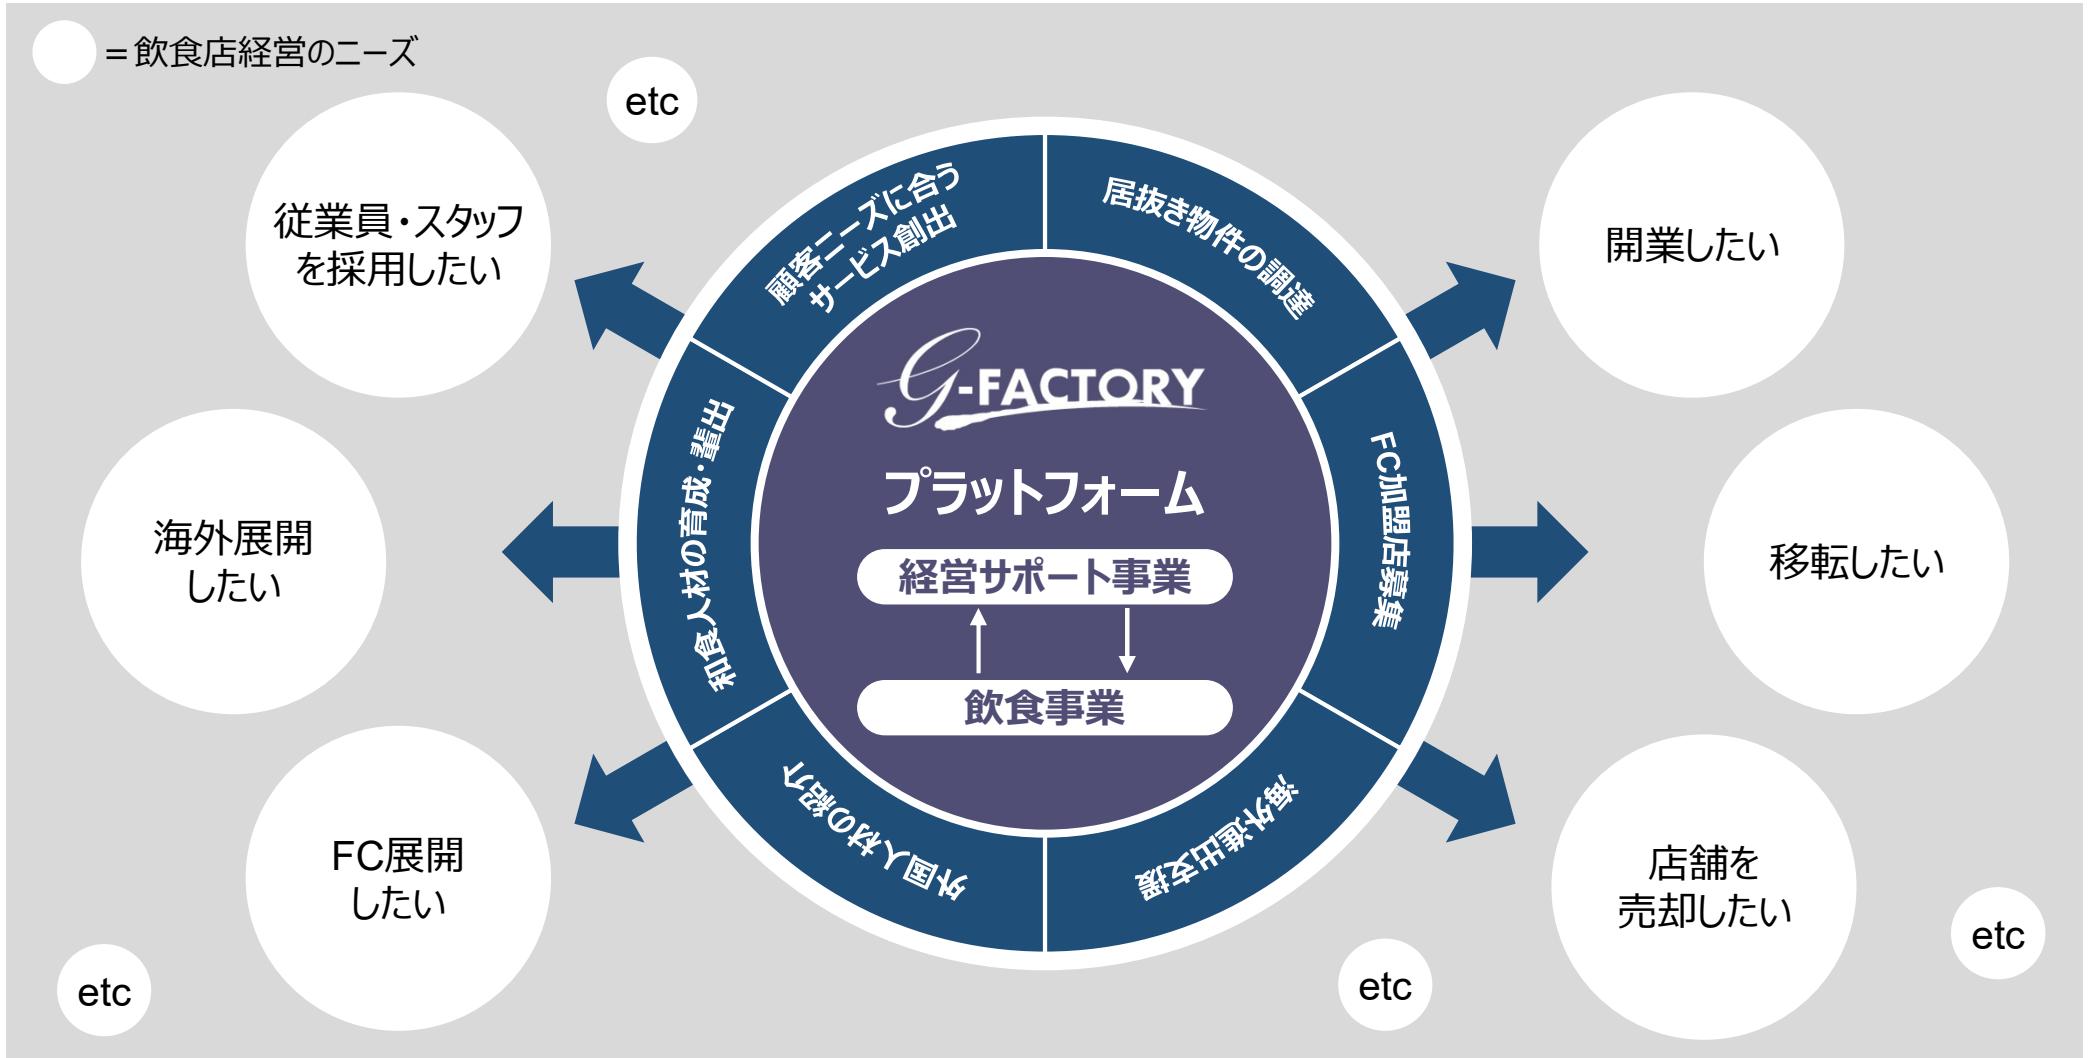 = 飲食店経営のニーズ
etc
従業員・スタッフ
を採用したい
海外展開
したい
FC展開
したい
etc
顧客ニーズに合う
サービス創出
居抜き物件の調達
和食人材の育成・輩出
FC加盟店募集
外国人材の紹介
海外進出支援
G-FACTORY
プラットフォーム
経営サポート事業
飲食事業
開業したい
移転したい
店舗を
売却したい
etc
etc